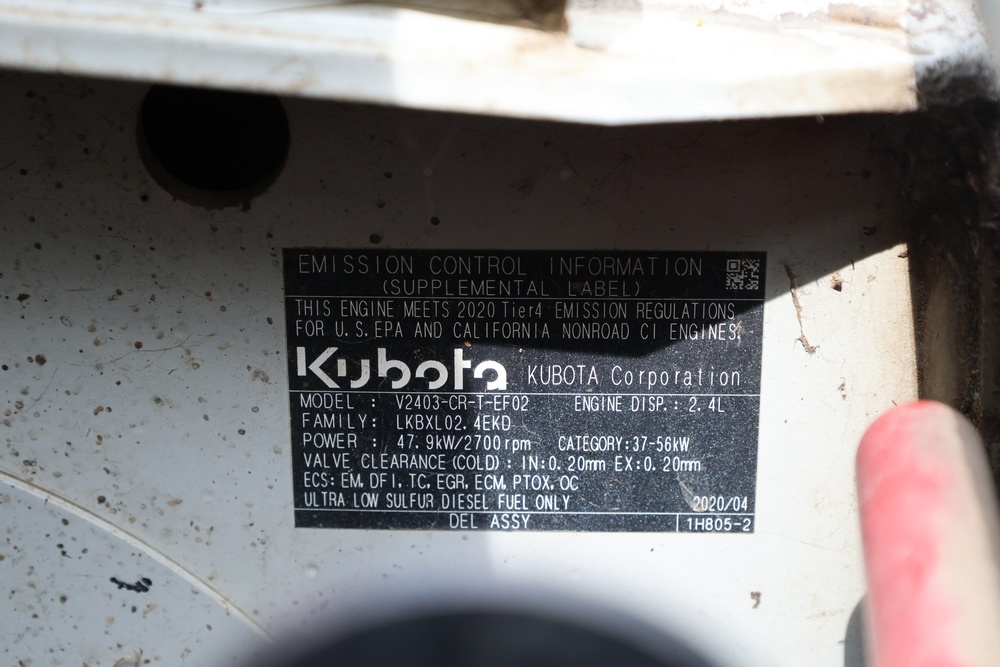 EMISSION CONTROL INFORMATION
(SUPPLEMENTAL LABEL)
THIS ENGINE MEETS 2020 Tier4 EMISSION REGULATIONS
FOR U.S.EPA AND CALIFORNIA NONROAD CI ENGINES.
Kubota KUBOTA Corporation
MODEL : V2403-CR-T-EF02 ENGINE DISP.: 2.4L
FAMILY: LKBXL02.4EKD
POWER : 47.9kW/2700rpm CATEGORY:37-56kW
VALVE CLEARANCE(COLD): IN:0.20mm EX:0.20mm
ECS: EM, DFI, TC, EGR, ECM, PTOX, OC
ULTRA LOW SULFUR DIESEL FUEL ONLY 2020/04
DEL ASSY 1H805-2